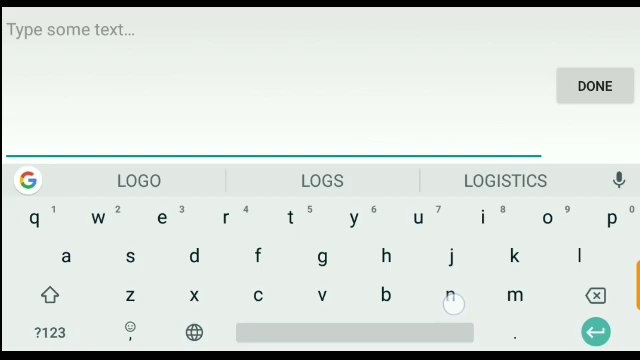 Type some text...
DONE
LOGO LOGS LOGISTICS
q 1 w 2 e 3 r 4 t 5 y 6 u 7 i 8 o 9 p 0
a s d f g h j k l
z x c v b n m
?123 , .